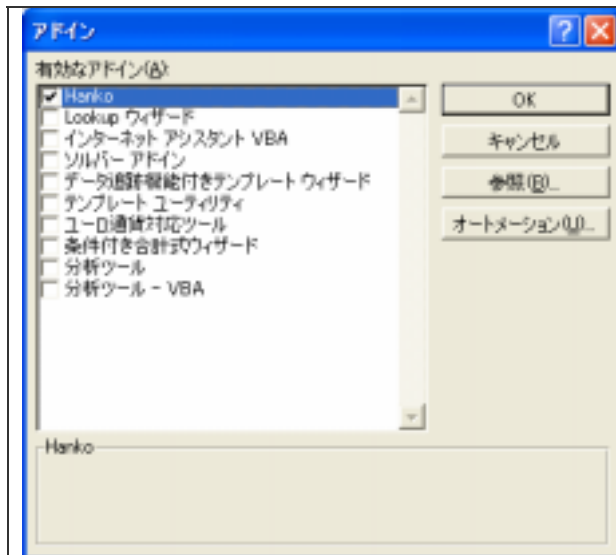 アドイン
有効なアドイン(A):
Hanko
Lookup ウィザード
インターネット アシスタント VBA
ソルバー アドイン
データ追跡機能付きテンプレート ウィザード
テンプレート ユーティリティ
ユーロ通貨対応ツール
条件付き合計式ウィザード
分析ツール
分析ツール - VBA
OK
キャンセル
参照(B)...
オートメーション(U)...
Hanko